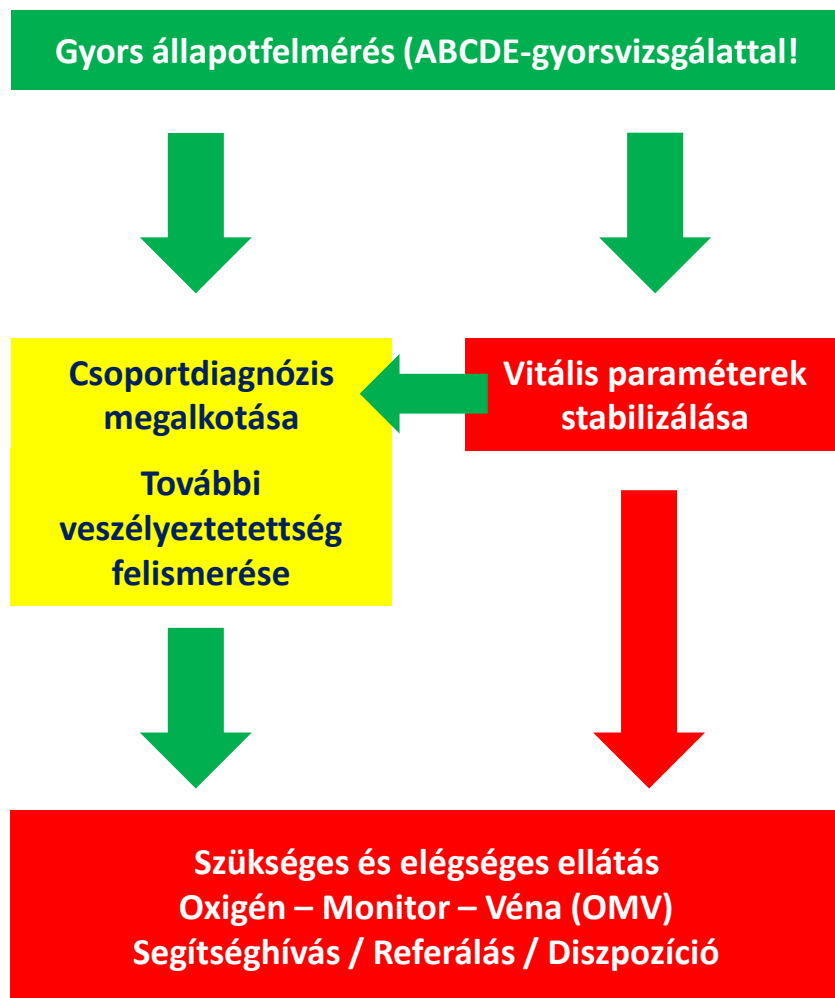 Gyors állapotfelmérés (ABCDE-gyorsvizsgálattal!
Csoportdiagnózis
megalkotása
További
veszélyeztetettség
felismerése
Vitális paraméterek
stabilizálása
Szükséges és elégséges ellátás
Oxigén – Monitor – Véna (OMV)
Segítséghívás / Referálás / Diszpozíció